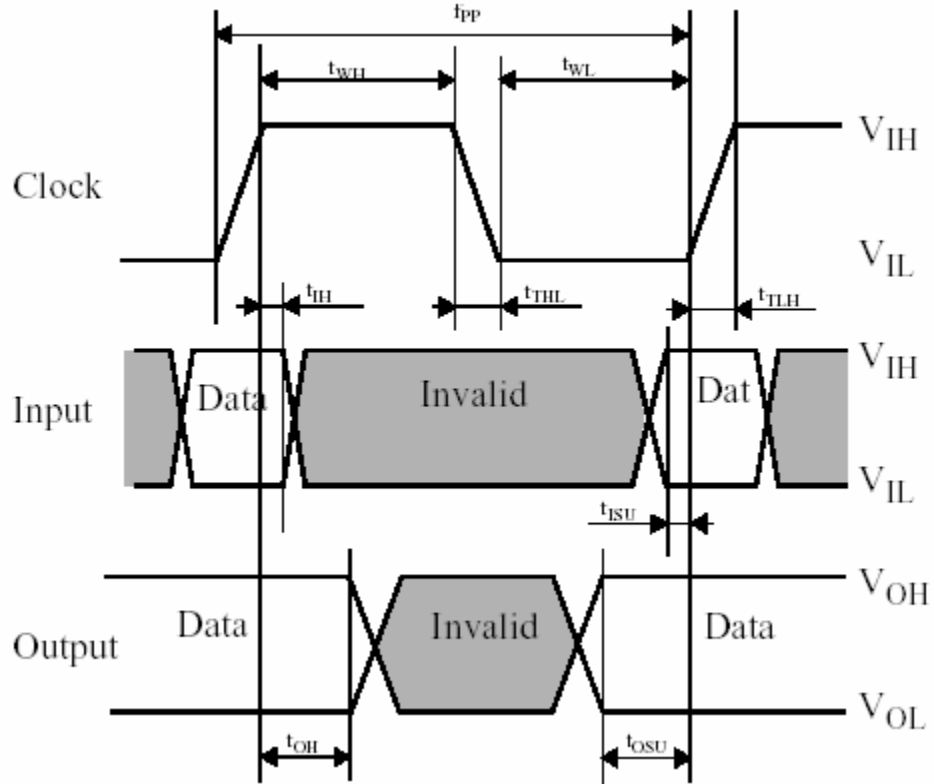 fPP
tWH
tWL
VIH
Clock
VIL
tIH
tTHL
tTLH
VIH
Data
Invalid
Dat
Input
VIL
tISU
VOH
Data
Invalid
Data
Output
VOL
tOH
tOSU